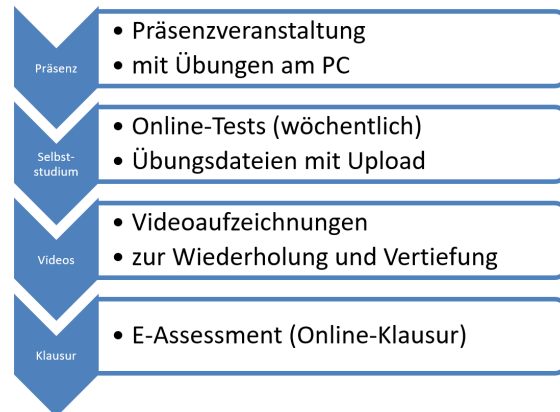 Präsenz
• Präsenzveranstaltung
• mit Übungen am PC
Selbst-
studium
• Online-Tests (wöchentlich)
• Übungsdateien mit Upload
Videos
• Videoaufzeichnungen
• zur Wiederholung und Vertiefung
Klausur
• E-Assessment (Online-Klausur)